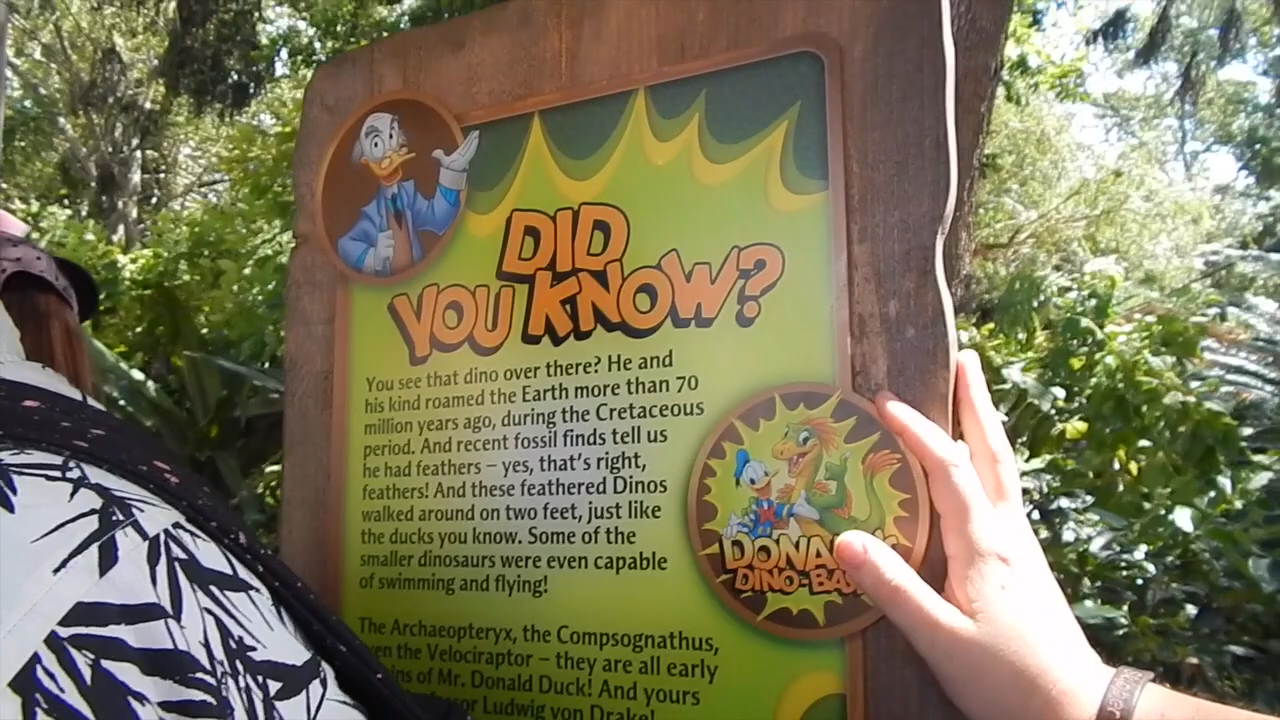 DID
YOU KNOW?
You see that dino over there? He and
his kind roamed the Earth more than 70
million years ago, during the Cretaceous
period. And recent fossil finds tell us
he had feathers – yes, that's right,
feathers! And these feathered Dinos
walked around on two feet, just like
the ducks you know. Some of the
smaller dinosaurs were even capable
of swimming and flying!
DINO-BA
The Archaeopteryx, the Compsognathus,
the Velociraptor – they are all early
of Mr. Donald Duck! And yours
Ludwig von Drake!